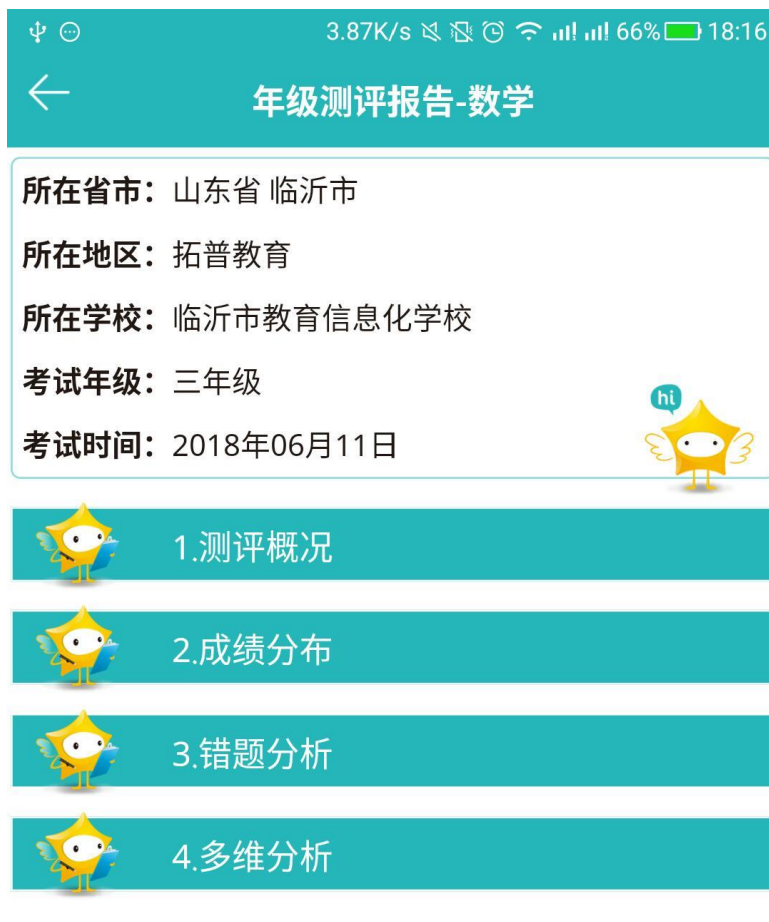 3.87K/s 66% 18:16
年级测评报告-数学
所在省市：山东省 临沂市
所在地区：拓普教育
所在学校：临沂市教育信息化学校
考试年级：三年级
hi
考试时间：2018年06月11日
1.测评概况
2.成绩分布
3.错题分析
4.多维分析